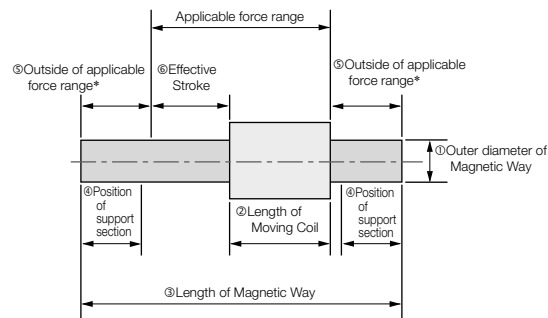 Applicable force range
⑤Outside of applicable
force range*
⑥Effective
Stroke
⑤Outside of applicable
force range*
①Outer diameter of
Magnetic Way
④Position
of
support
section
②Length of
Moving Coil
④Position
of
support
section
③Length of Magnetic Way